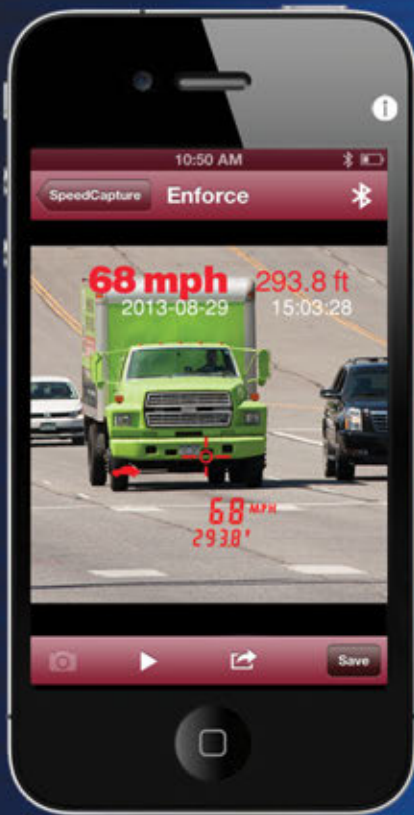 10:50 AM
SpeedCapture Enforce
68 mph 293.8 ft
2013-08-29 15:03:28
68 MPH
293.8'
Save